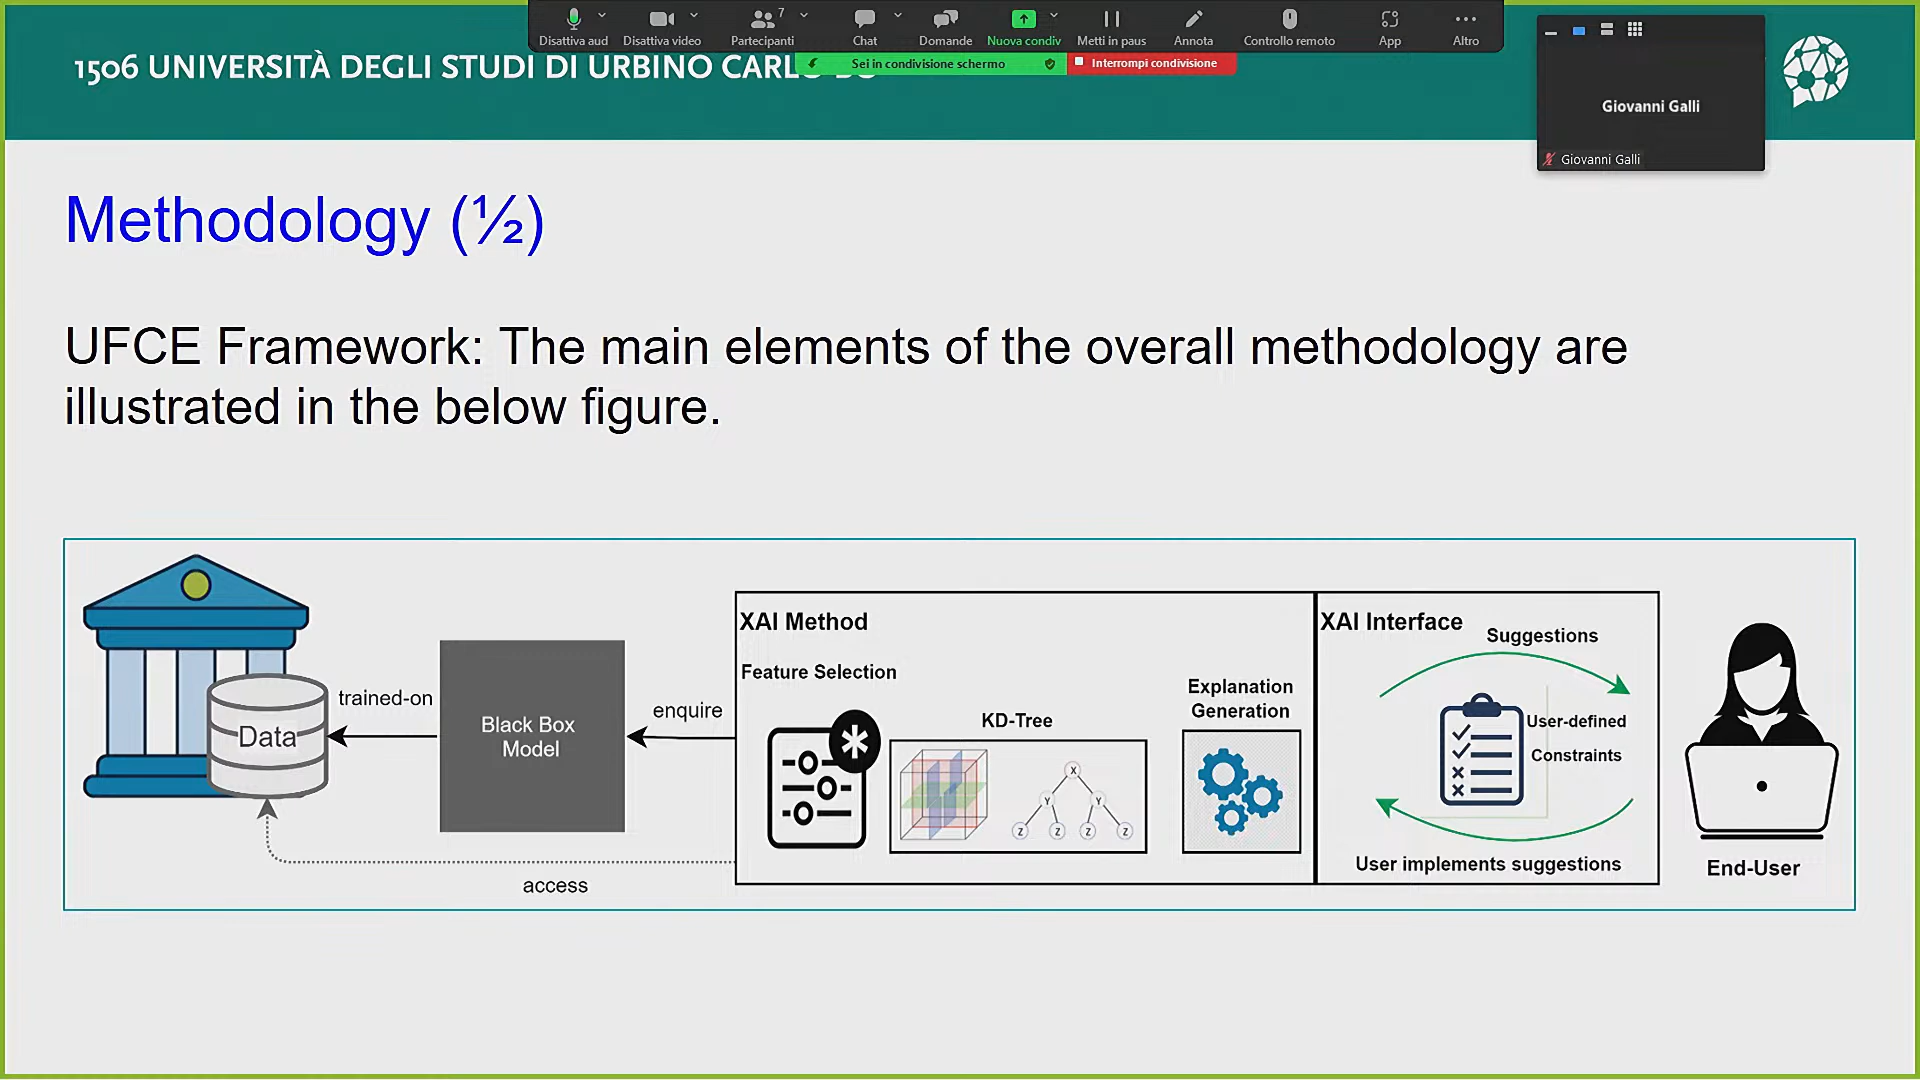 Disattiva aud
Disattiva video
Partecipanti
7
Chat
Domande
Nuova condiv
Metti in paus
Annota
Controllo remoto
App
Altro
1506 UNIVERSITÀ DEGLI STUDI DI URBINO CARLO BO
Sei in condivisione schermo
Interrompi condivisione
Giovanni Galli
Giovanni Galli
Methodology (½)
UFCE Framework: The main elements of the overall methodology are
illustrated in the below figure.
Data
trained-on
Black Box
Model
enquire
access
XAI Method
Feature Selection
KD-Tree
X
Y
Y
Z
Z
Z
Z
Explanation
Generation
XAI Interface
Suggestions
User-defined
Constraints
User implements suggestions
End-User